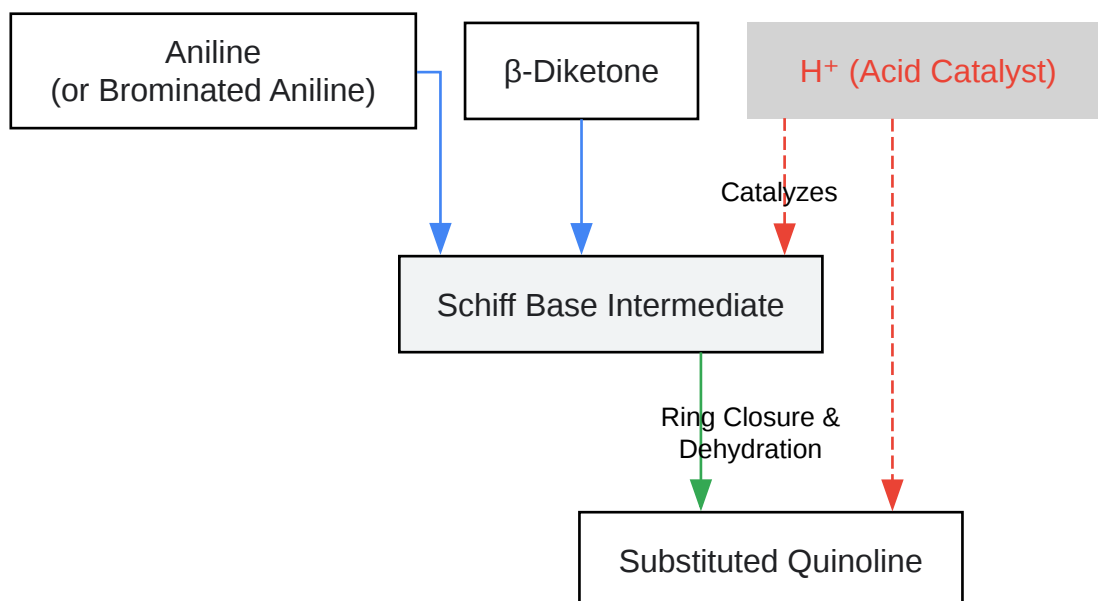 Aniline
(or Brominated Aniline)
β-Diketone
H⁺ (Acid Catalyst)
Catalyzes
Schiff Base Intermediate
Ring Closure &
Dehydration
Substituted Quinoline